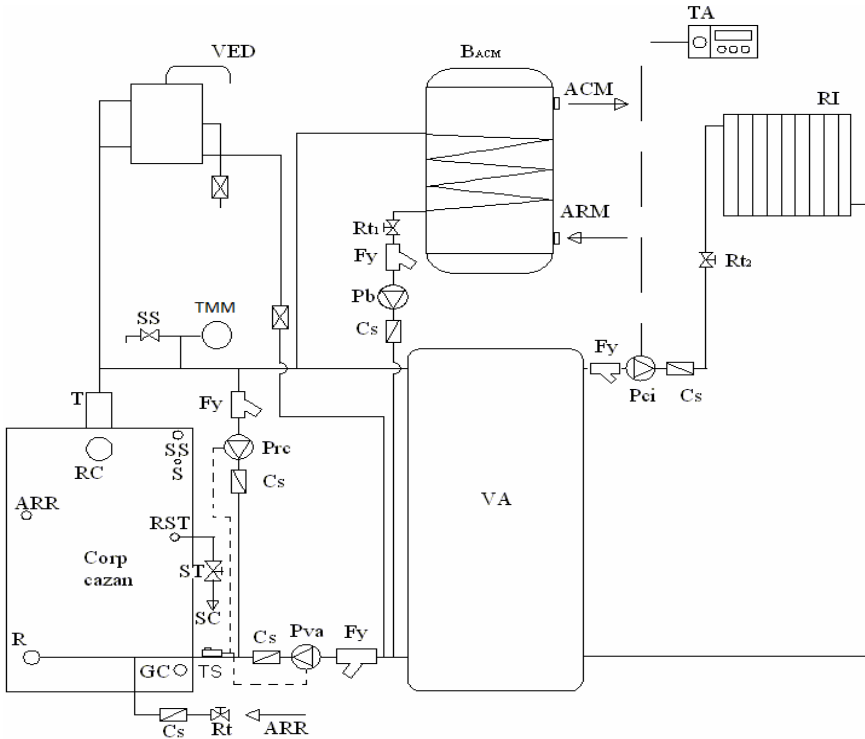 TA
VED
BACM
ACM
RI
ARM
Rt1
Fy
Rt2
Pb
TMM
SS
Cs
Fy
T
Fy
Pci
Cs
Prc
SS
RC
S
Cs
ARR
VA
RST
Corp
cazan
ST
SC
Cs
Pva
Fy
R
GC
TS
Cs
Rt
ARR